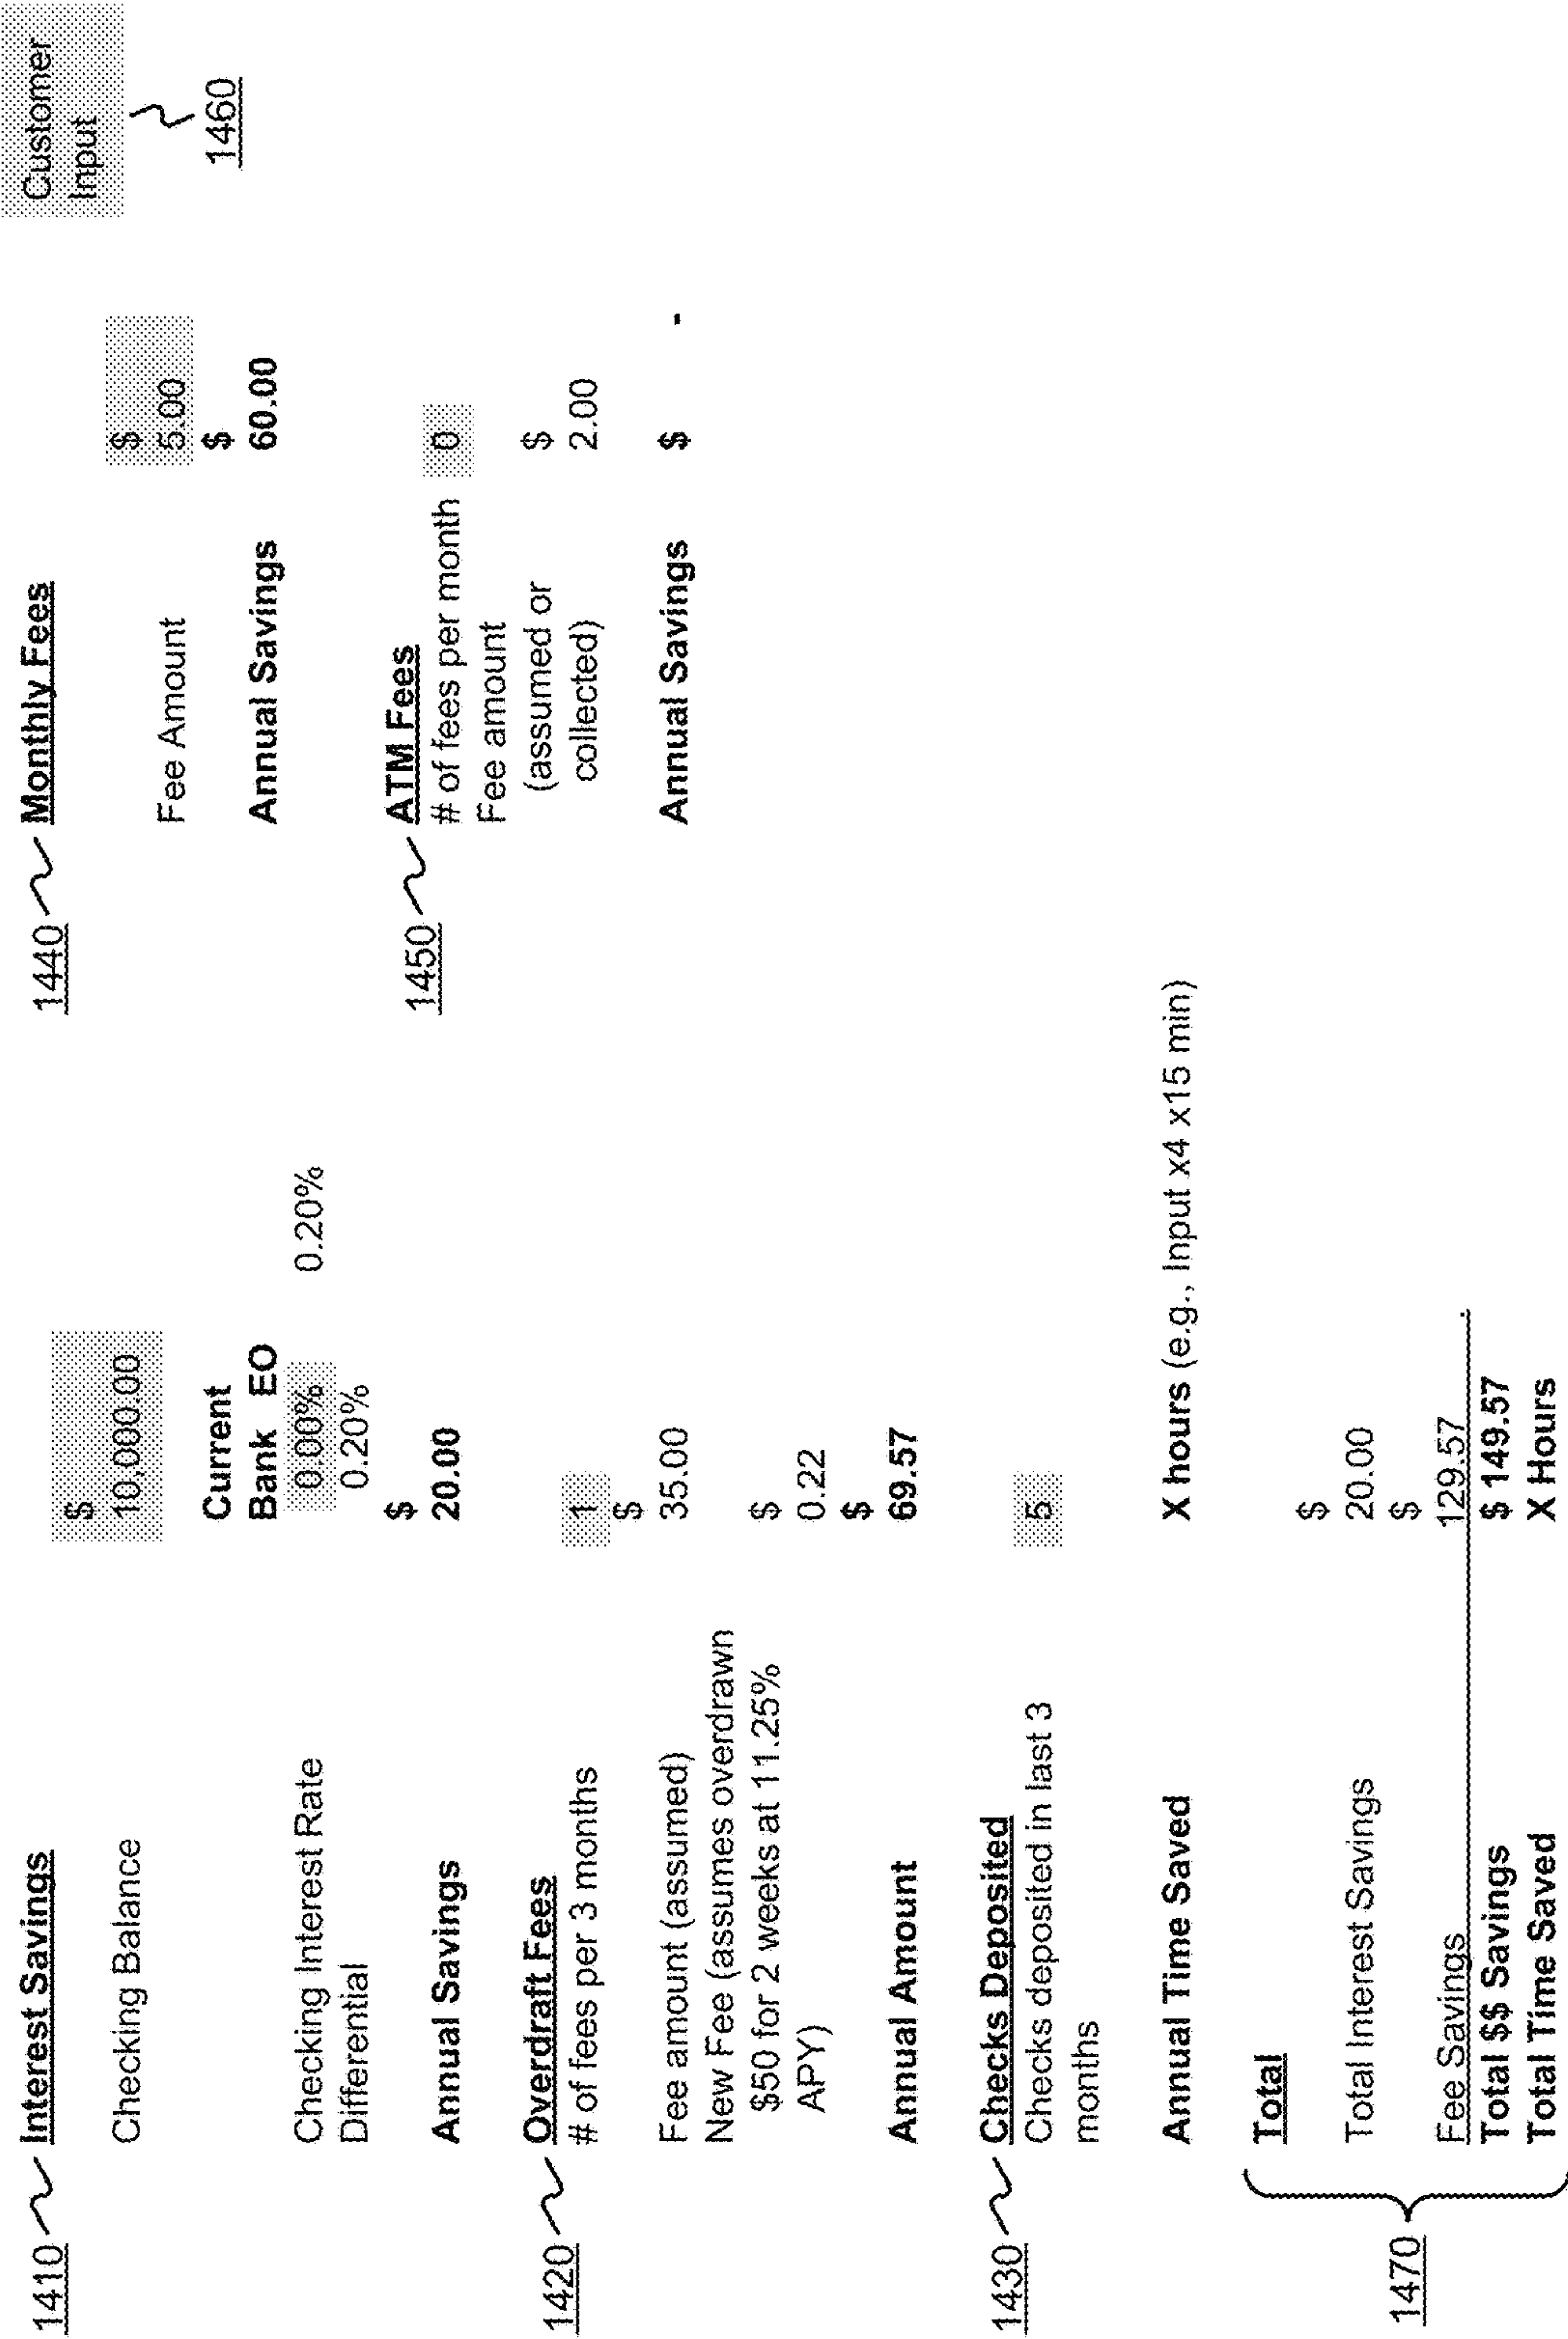 1410 Interest Savings
$
Checking Balance 10,000.00
Current
Bank EO
Checking Interest Rate 0.00% 0.20%
Differential 0.20%
$
Annual Savings 20.00
1420 Overdraft Fees
# of fees per 3 months 1
$
Fee amount (assumed) 35.00
New Fee (assumes overdrawn
$50 for 2 weeks at 11.25% $
APY) 0.22
$
Annual Amount 69.57
1430 Checks Deposited
Checks deposited in last 3 5
months
Annual Time Saved X hours (e.g., Input x4 x15 min)
Total
$
Total Interest Savings 20.00
$
Fee Savings 129.57
Total $$ Savings $ 149.57
Total Time Saved X Hours
1470
1440 Monthly Fees
$
Fee Amount 5.00
$
Annual Savings 60.00
1450 ATM Fees
# of fees per month 0
Fee amount
(assumed or $
collected) 2.00
Annual Savings $ -
Customer
Input
1460